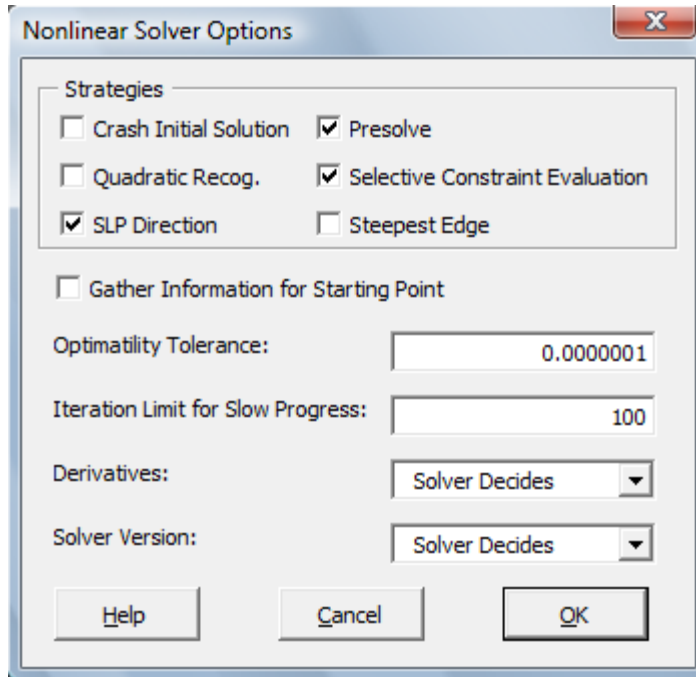 Nonlinear Solver Options
Strategies
Crash Initial Solution Presolve
Quadratic Recog. Selective Constraint Evaluation
SLP Direction Steepest Edge
Gather Information for Starting Point
Optimatility Tolerance: 0.0000001
Iteration Limit for Slow Progress: 100
Derivatives: Solver Decides
Solver Version: Solver Decides
Help Cancel OK